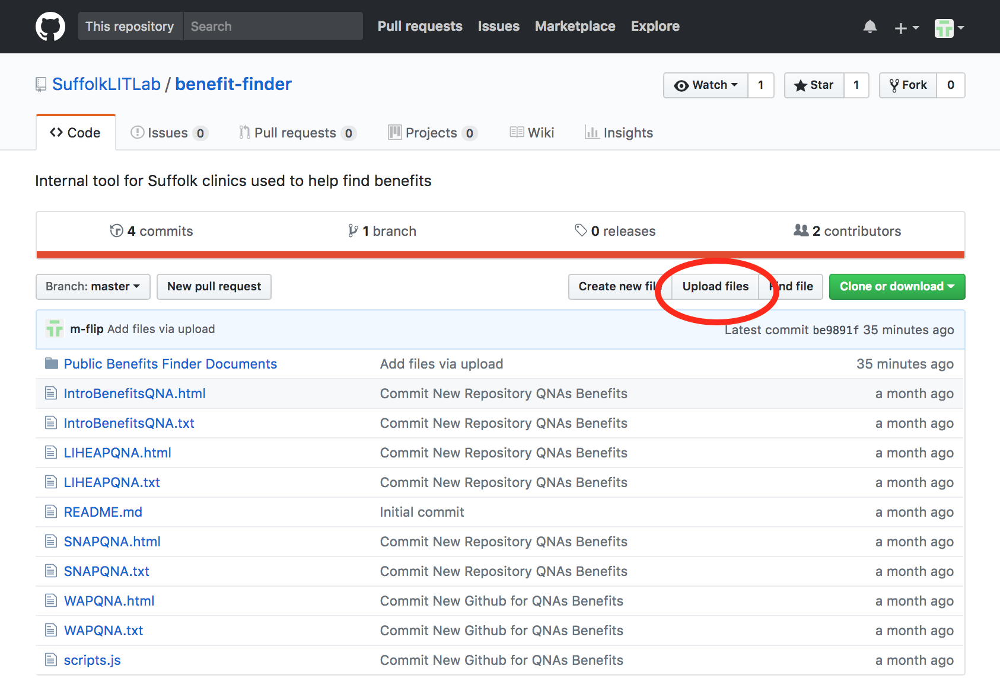 This repository Search Pull requests Issues Marketplace Explore
SuffolkLITLab / benefit-finder Watch 1 Star 1 Fork 0
Code Issues 0 Pull requests 0 Projects 0 Wiki Insights
Internal tool for Suffolk clinics used to help find benefits
4 commits 1 branch 0 releases 2 contributors
Branch: master New pull request Create new file Upload files Find file Clone or download
m-flip Add files via upload Latest commit be9891f 35 minutes ago
Public Benefits Finder Documents Add files via upload 35 minutes ago
IntroBenefitsQNA.html Commit New Repository QNAs Benefits a month ago
IntroBenefitsQNA.txt Commit New Repository QNAs Benefits a month ago
LIHEAPQNA.html Commit New Repository QNAs Benefits a month ago
LIHEAPQNA.txt Commit New Repository QNAs Benefits a month ago
README.md Initial commit a month ago
SNAPQNA.html Commit New Repository QNAs Benefits a month ago
SNAPQNA.txt Commit New Repository QNAs Benefits a month ago
WAPQNA.html Commit New Github for QNAs Benefits a month ago
WAPQNA.txt Commit New Github for QNAs Benefits a month ago
scripts.js Commit New Github for QNAs Benefits a month ago